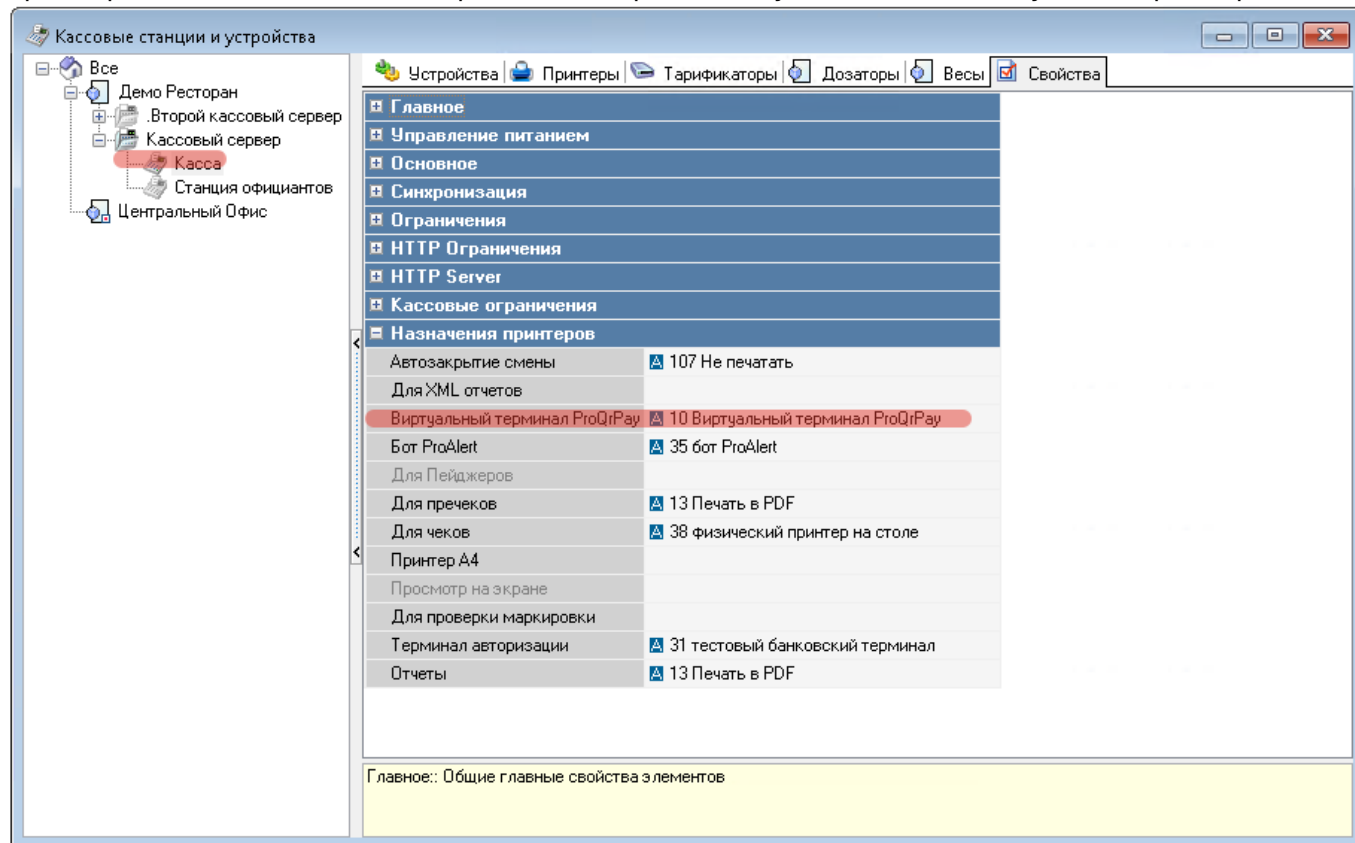 Кассовые станции и устройства
Все
Демо Ресторан
.Второй кассовый сервер
Кассовый сервер
Касса
Станция официантов
Центральный Офис
Устройства Принтеры Тарификаторы Дозаторы Весы Свойства
Главное
Управление питанием
Основное
Синхронизация
Ограничения
HTTP Ограничения
HTTP Server
Кассовые ограничения
Назначения принтеров
Автозакрытие смены A 107 Не печатать
Для XML отчетов
Виртуальный терминал ProQrPay A 10 Виртуальный терминал ProQrPay
Бот ProAlert A 35 бот ProAlert
Для Пейджеров
Для пречеков A 13 Печать в PDF
Для чеков A 38 физический принтер на столе
Принтер А4
Просмотр на экране
Для проверки маркировки
Терминал авторизации A 31 тестовый банковский терминал
Отчеты A 13 Печать в PDF
Главное:: Общие главные свойства элементов